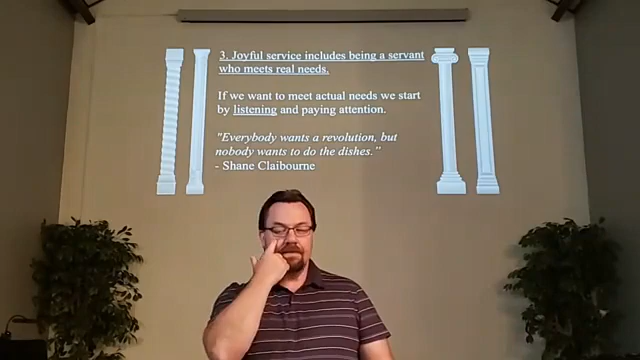 3. Joyful service includes being a servant
who meets real needs.
If we want to meet actual needs we start
by listening and paying attention.
"Everybody wants a revolution, but
nobody wants to do the dishes."
- Shane Claibourne